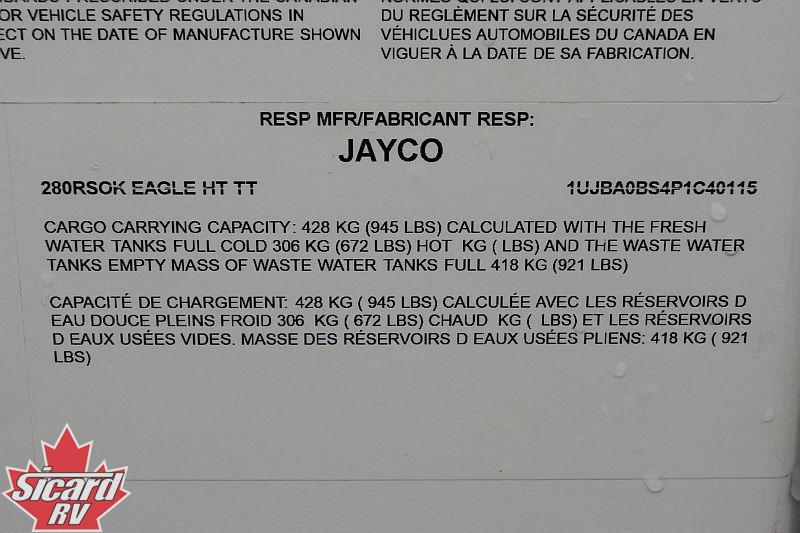 OR VEHICLE SAFETY REGULATIONS IN
ECT ON THE DATE OF MANUFACTURE SHOWN
VE.
DU REGLÈMENT SUR LA SÉCURITÉ DES
VÉHICLUES AUTOMOBILES DU CANADA EN
VIGUER À LA DATE DE SA FABRICATION.
RESP MFR/FABRICANT RESP:
JAYCO
280RSOK EAGLE HT TT 1UJBA0BS4P1C40115
CARGO CARRYING CAPACITY: 428 KG (945 LBS) CALCULATED WITH THE FRESH
WATER TANKS FULL COLD 306 KG (672 LBS) HOT KG ( LBS) AND THE WASTE WATER
TANKS EMPTY MASS OF WASTE WATER TANKS FULL 418 KG (921 LBS)
CAPACITÉ DE CHARGEMENT: 428 KG ( 945 LBS) CALCULÉE AVEC LES RÉSERVOIRS D
EAU DOUCE PLEINS FROID 306 KG ( 672 LBS) CHAUD KG ( LBS) ET LES RÉSERVOIRS
D EAUX USÉES VIDES. MASSE DES RÉSERVOIRS D EAUX USÉES PLIENS: 418 KG ( 921
LBS)
Sicard
RV